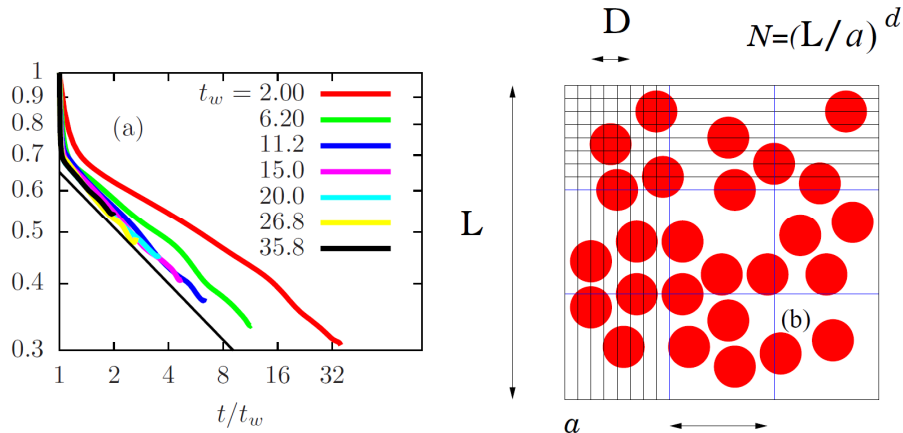 1
0.9
0.8
0.7
0.6
0.5
0.4
0.3
(a)
t_w = 2.00
6.20
11.2
15.0
20.0
26.8
35.8
1 2 4 8 16 32
t/t_w
D
N=(L/a)^d
L
(b)
a